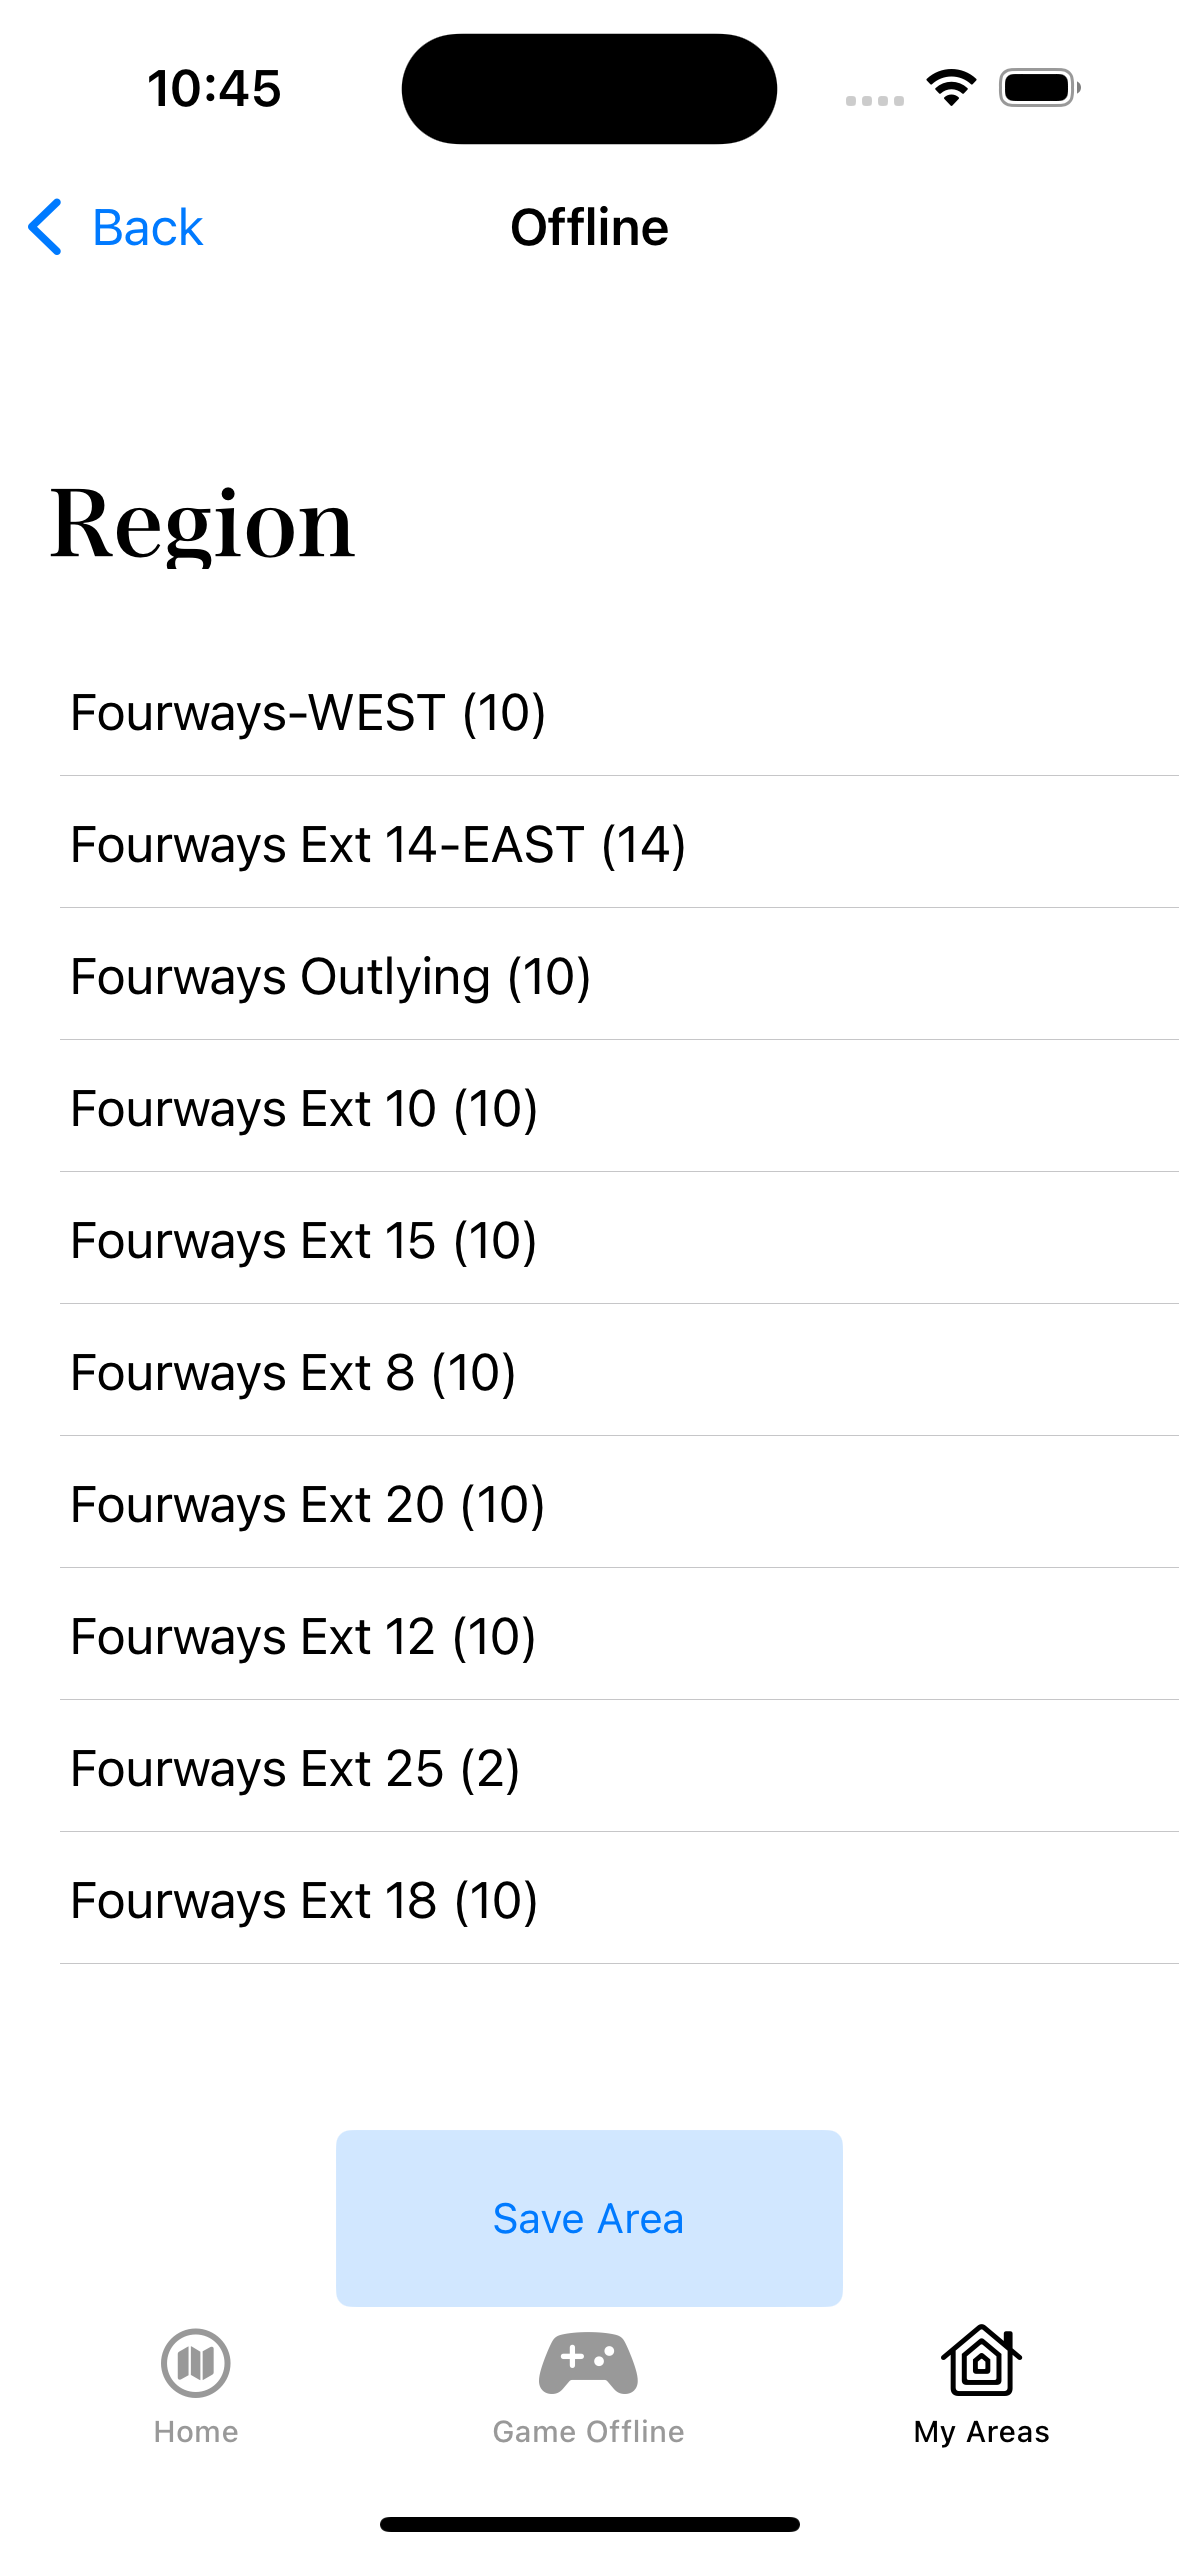 10:45
Back
Offline
Region
Fourways-WEST (10)
Fourways Ext 14-EAST (14)
Fourways Outlying (10)
Fourways Ext 10 (10)
Fourways Ext 15 (10)
Fourways Ext 8 (10)
Fourways Ext 20 (10)
Fourways Ext 12 (10)
Fourways Ext 25 (2)
Fourways Ext 18 (10)
Save Area
Home
Game Offline
My Areas